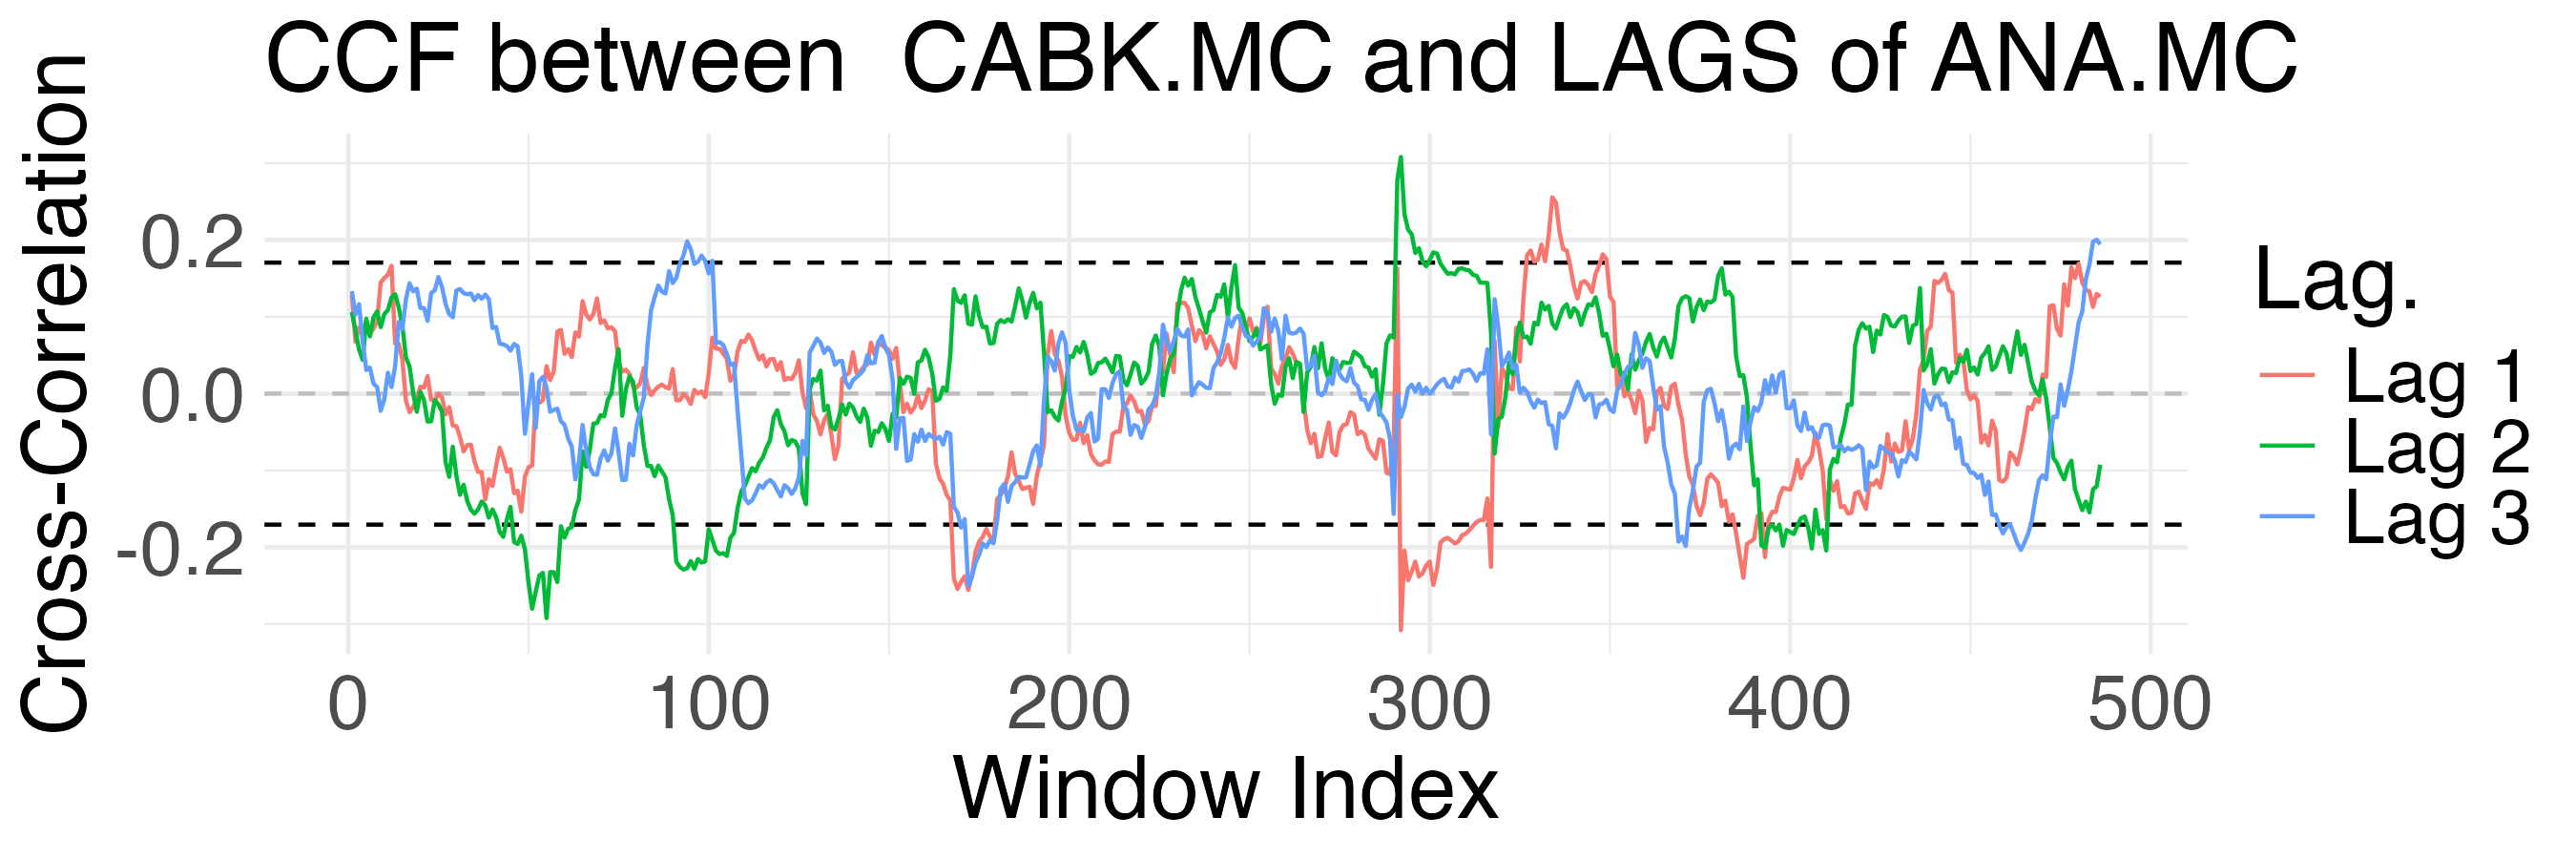 CCF between  CABK.MC and LAGS of ANA.MC
Cross-Correlation
0.2
0.0
-0.2
0
100
200
300
400
500
Window Index
Lag.
Lag 1
Lag 2
Lag 3